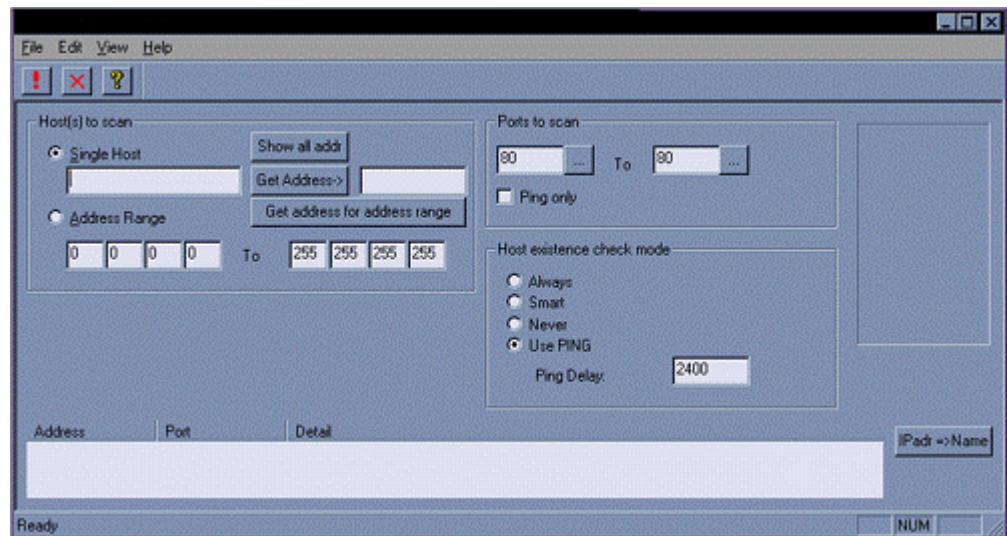 File Edit View Help
! × ?
Host(s) to scan
Single Host
Show all addr
Get Address->
Get address for address range
Address Range
0 0 0 0 To 255 255 255 255
Ports to scan
80 ... To 80 ...
Ping only
Host existence check mode
Always
Smart
Never
Use PING
Ping Delay: 2400
Address Port Detail
IPadr =>Name
Ready NUM